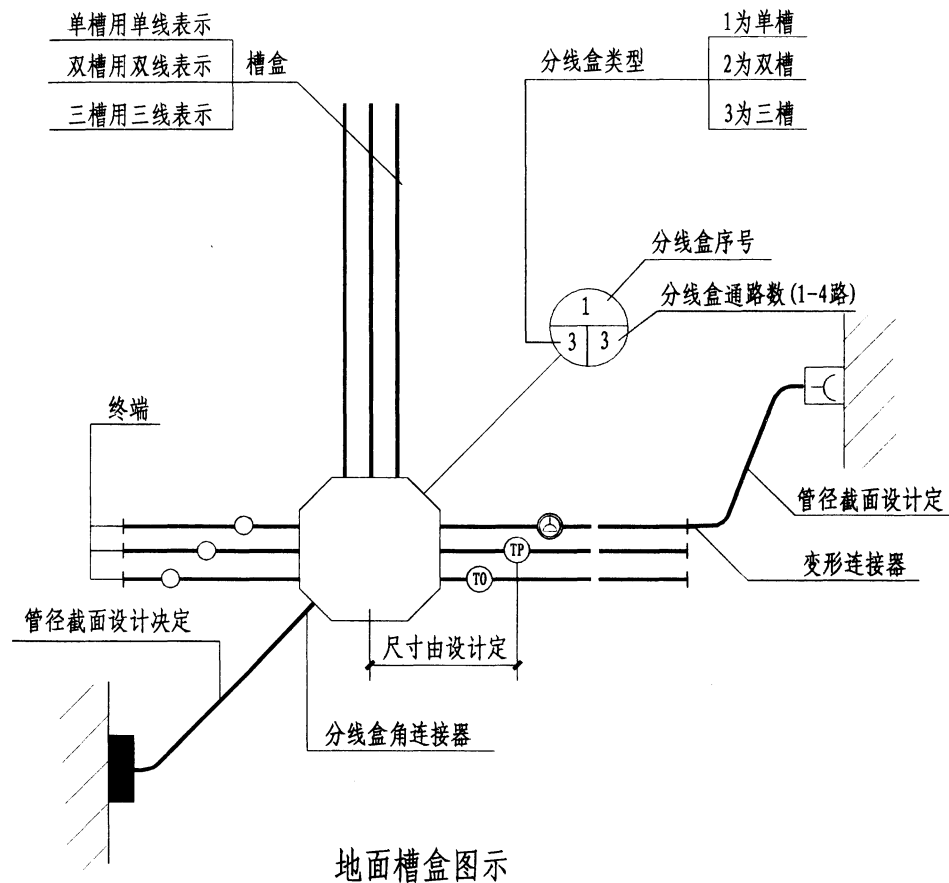 单槽用单线表示
双槽用双线表示
三槽用三线表示
槽盒
分线盒类型
1为单槽
2为双槽
3为三槽
分线盒序号
分线盒通路数(1-4路)
1
3
3
终端
管径截面设计定
变形连接器
TP
TO
管径截面设计决定
尺寸由设计定
分线盒角连接器
地面槽盒图示